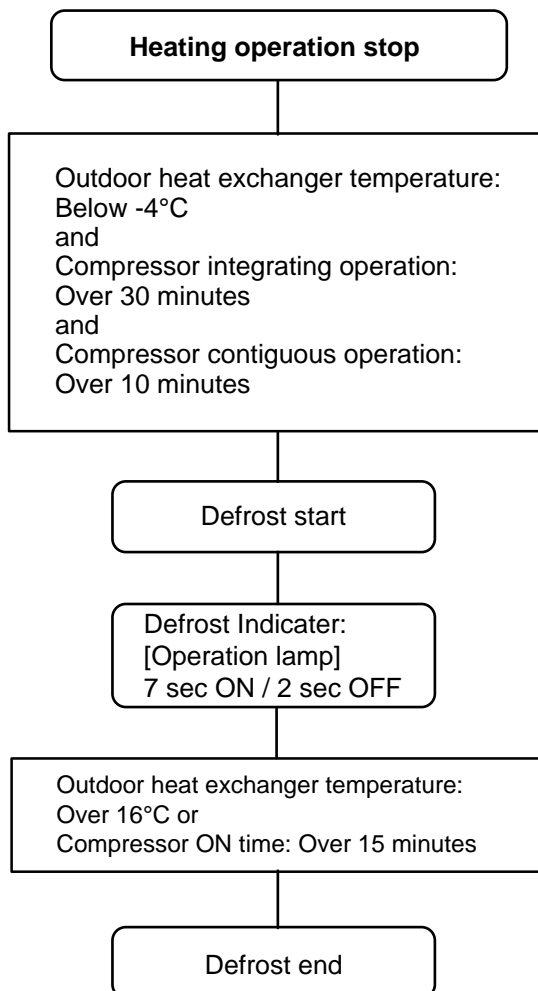 Heating operation stop
Outdoor heat exchanger temperature:
Below -4°C
and
Compressor integrating operation:
Over 30 minutes
and
Compressor contiguous operation:
Over 10 minutes
Defrost start
Defrost Indicater:
[Operation lamp]
7 sec ON / 2 sec OFF
Outdoor heat exchanger temperature:
Over 16°C or
Compressor ON time: Over 15 minutes
Defrost end